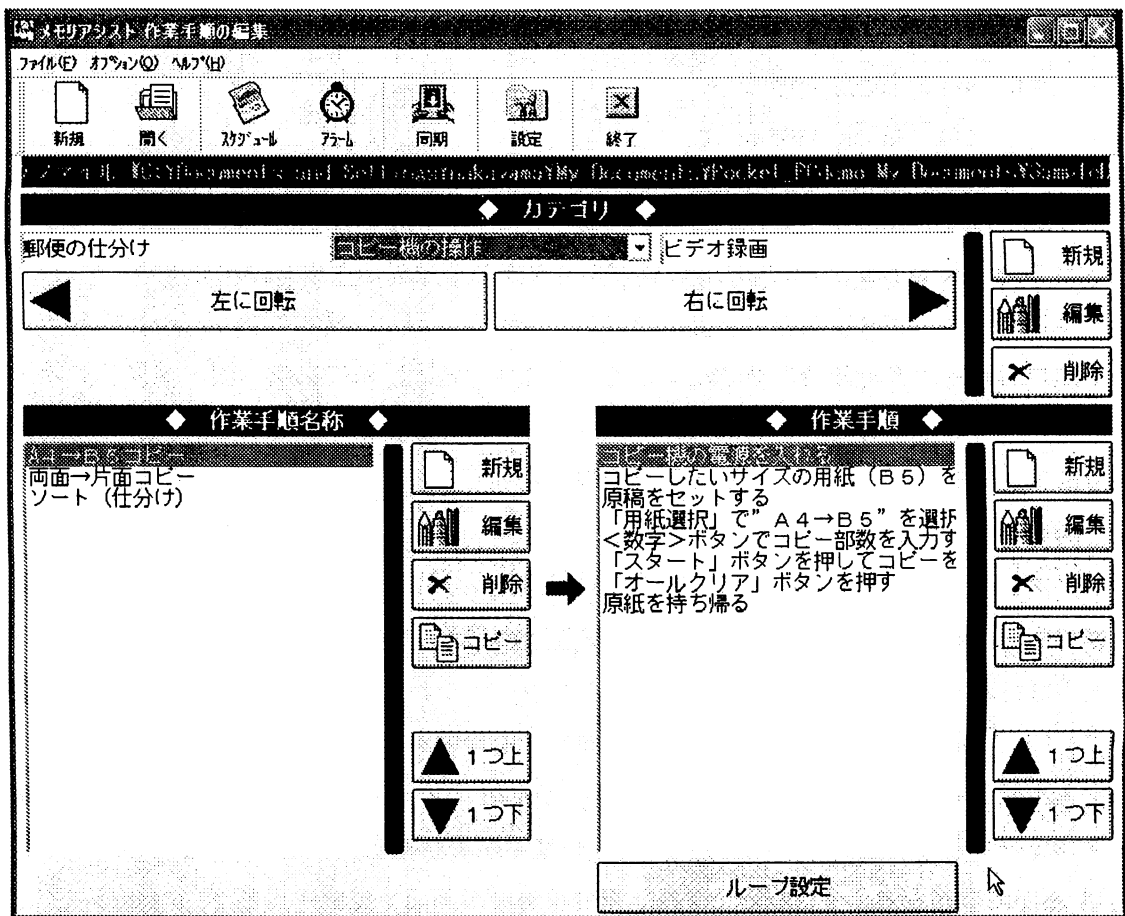 メモリアシスト 作業手順の編集
ファイル(F) オプション(O) ヘルプ(H)
新規 開く スケジュール アラーム 同期 設定 終了
◆ カテゴリ ◆
郵便の仕分け コピー機の操作 ビデオ録画
新規
左に回転 右に回転
編集
削除
◆ 作業手順名称 ◆
A4→B5コピー
両面→片面コピー
ソート（仕分け）
新規
編集
削除
コピー
1つ上
1つ下
◆ 作業手順 ◆
コピー機の電源を入れる
コピーしたいサイズの用紙（B5）を
原稿をセットする
「用紙選択」で”A4→B5”を選択
＜数字＞ボタンでコピー部数を入力す
「スタート」ボタンを押してコピーを
「オールクリア」ボタンを押す
原紙を持ち帰る
新規
編集
削除
コピー
1つ上
1つ下
ループ設定